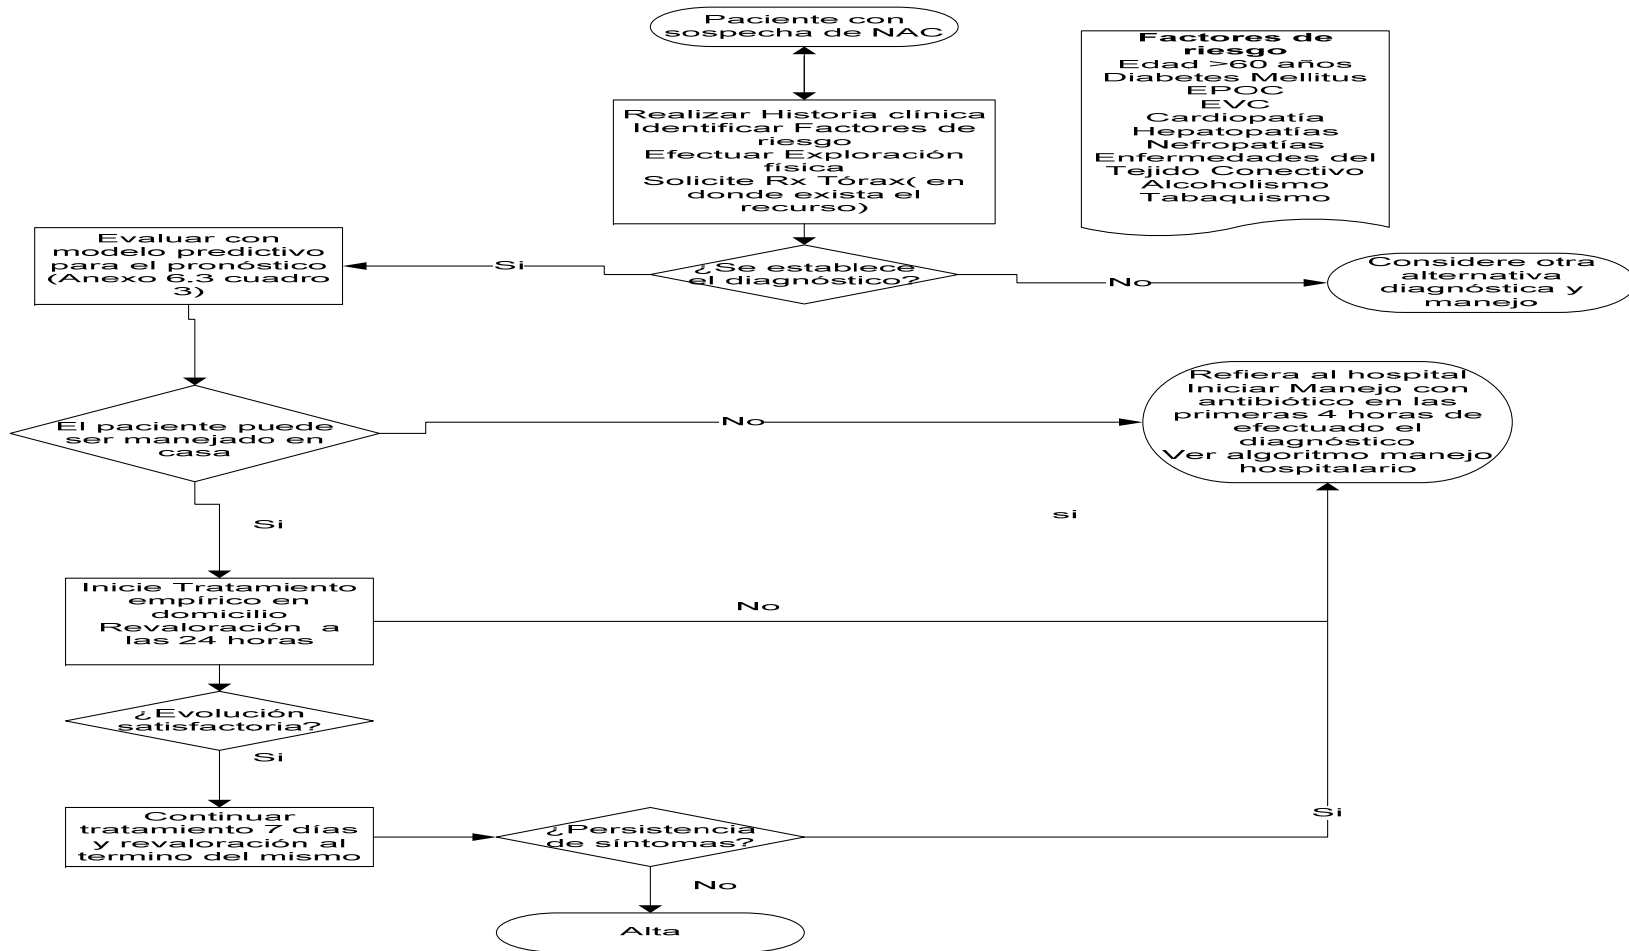 Paciente con
sospecha de NAC
Factores de
riesgo
Edad >60 años
Diabetes Mellitus
EPOC
EVC
Cardiopatía
Hepatopatías
Nefropatías
Enfermedades del
Tejido Conectivo
Alcoholismo
Tabaquismo
Realizar Historia clínica
Identificar Factores de
riesgo
Efectuar Exploración
física
Solicite Rx Tórax( en
donde exista el
recurso)
Evaluar con
modelo predictivo
para el pronóstico
(Anexo 6.3 cuadro
3)
Si
¿Se establece
el diagnóstico?
No
Considere otra
alternativa
diagnóstica y
manejo
El paciente puede
ser manejado en
casa
No
Refiera al hospital
Iniciar Manejo con
antibiótico en las
primeras 4 horas de
efectuado el
diagnóstico
Ver algoritmo manejo
hospitalario
Si
si
Inicie Tratamiento
empírico en
domicilio
Revaloración a
las 24 horas
No
¿Evolución
satisfactoria?
Si
Continuar
tratamiento 7 días
y revaloración al
termino del mismo
¿Persistencia
de síntomas?
Si
No
Alta